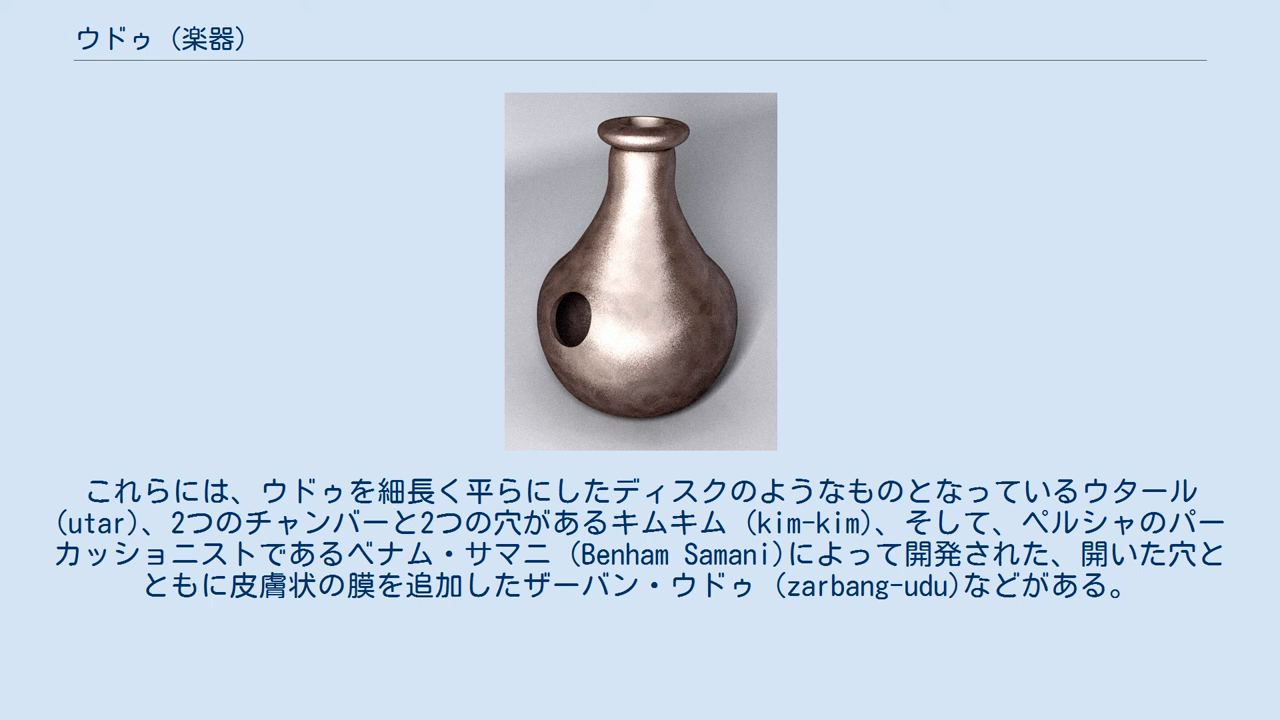 ウドゥ（楽器）
これらには、ウドゥを細長く平らにしたディスクのようなものとなっているウタール
(utar)、2つのチャンバーと2つの穴があるキムキム (kim-kim)、そして、ペルシャのパー
カッショニストであるベナム・サマニ (Benham Samani)によって開発された、開いた穴と
ともに皮膚状の膜を追加したザーバン・ウドゥ (zarbang-udu)などがある。